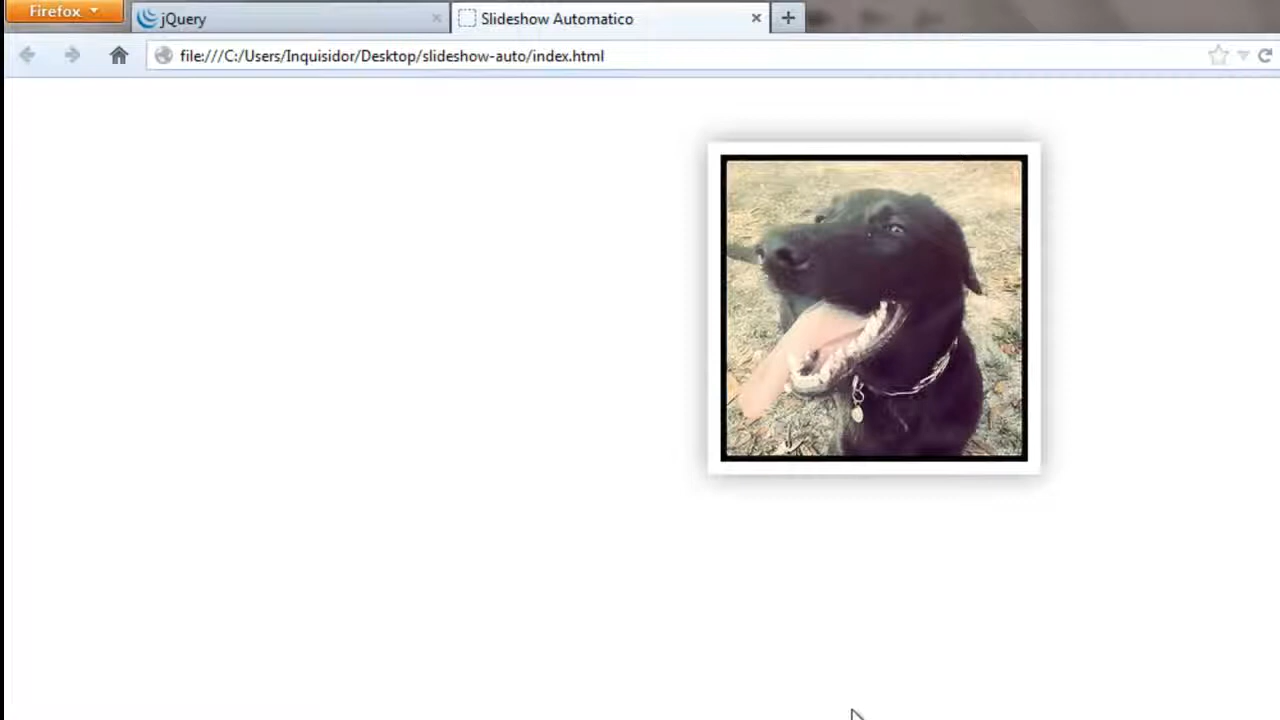 Firefox
jQuery
Slideshow Automatico
file:///C:/Users/Inquisidor/Desktop/slideshow-auto/index.html